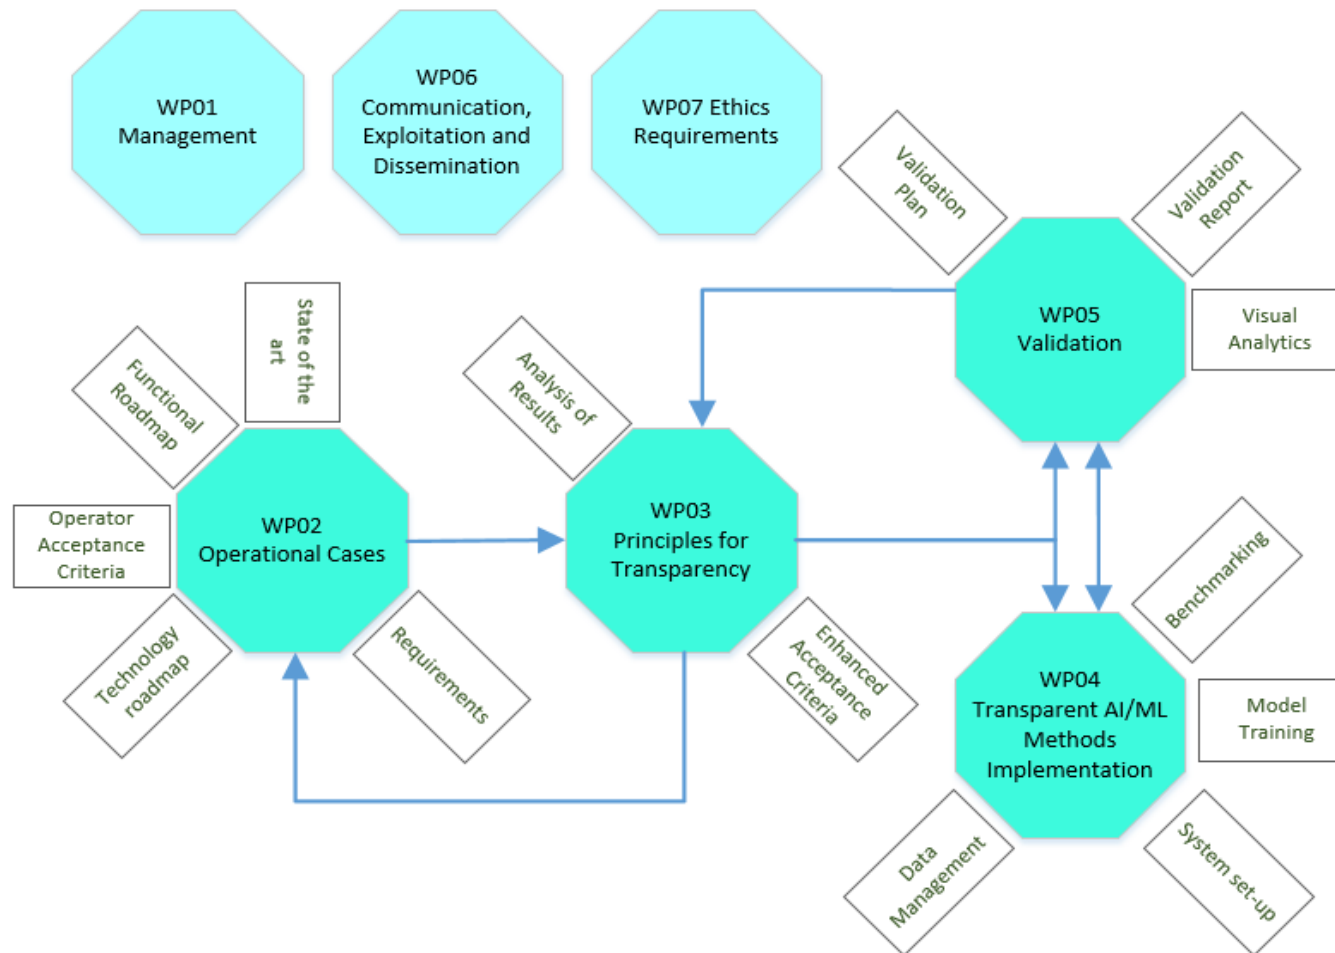 WP01
Management
WP06
Communication,
Exploitation and
Dissemination
WP07 Ethics
Requirements
Validation
Plan
Validation
Report
WP05
Validation
Visual
Analytics
State of the
art
Functional
Roadmap
Analysis of
Results
Operator
Acceptance
Criteria
WP02
Operational Cases
WP03
Principles for
Transparency
Technology
roadmap
Requirements
Enhanced
Acceptance
Criteria
Benchmarking
WP04
Transparent AI/ML
Methods
Implementation
Model
Training
Data
Management
System set-up